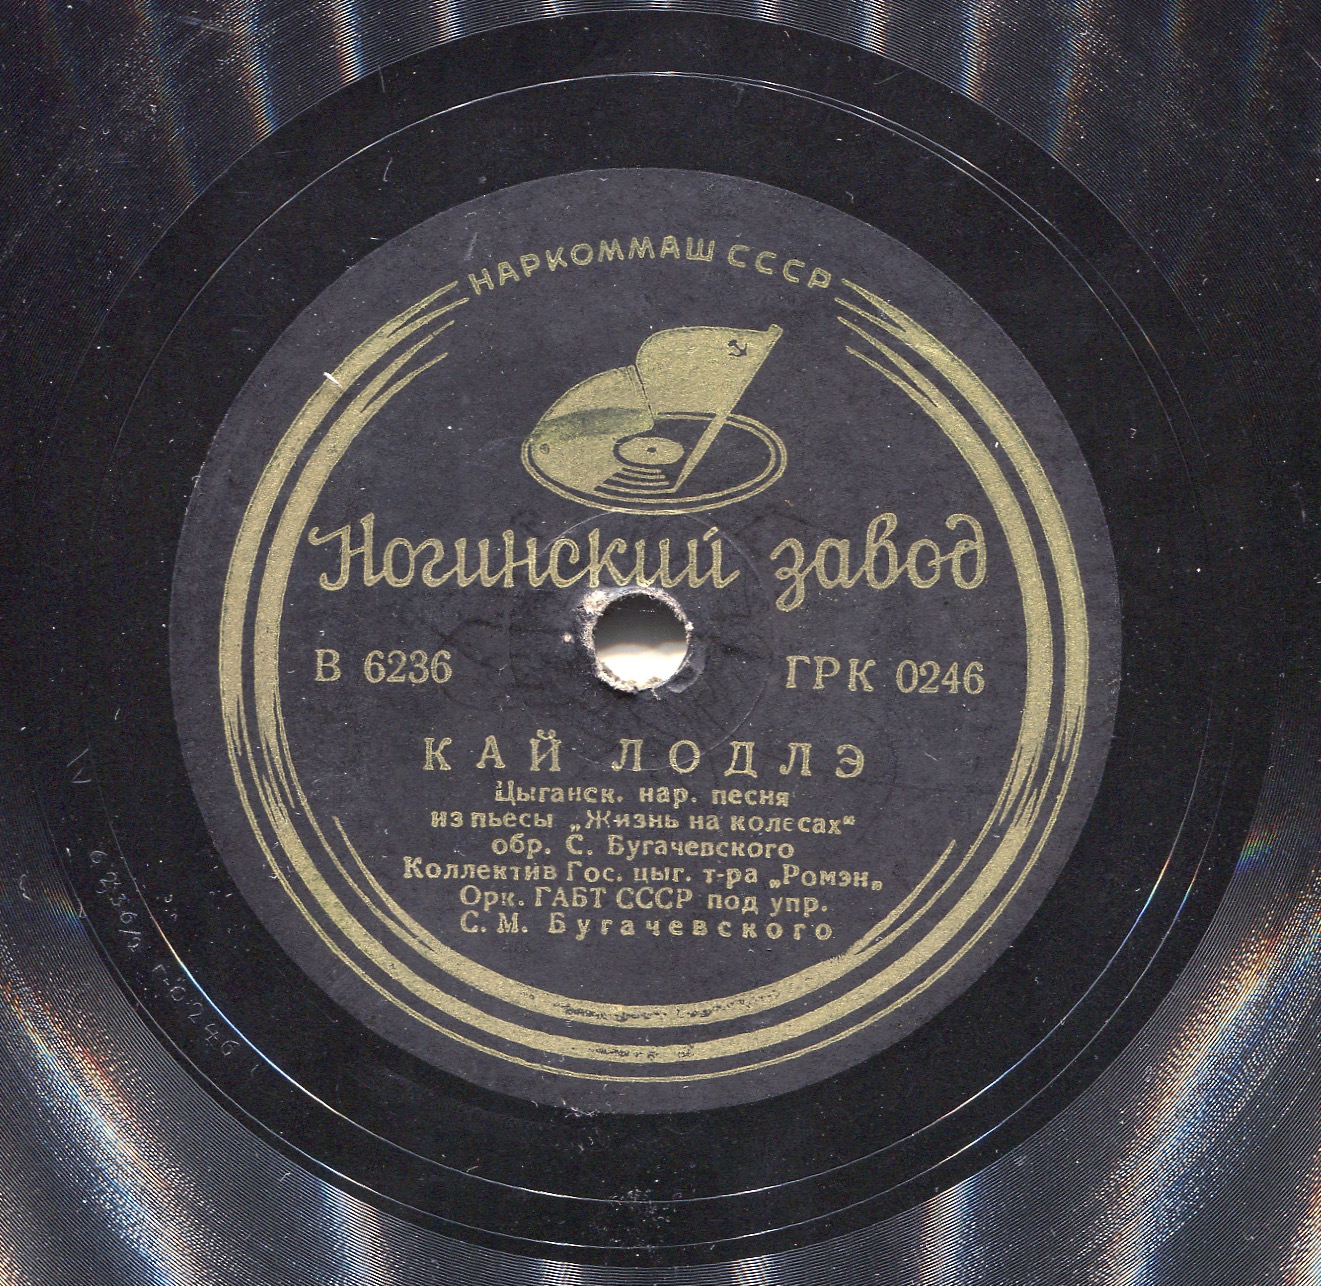 НАРКОММАШ СССР
Ногинский завод
В 6236 ГРК 0246
КАЙ ЛОДЛЭ
Цыганск. нар. песня
из пьесы „Жизнь на колесах“
обр. С. Бугачевского
Коллектив Гос. цыг. т-ра „Ромэн„
Орк. ГАБТ СССР под упр.
С. М. Бугачевского